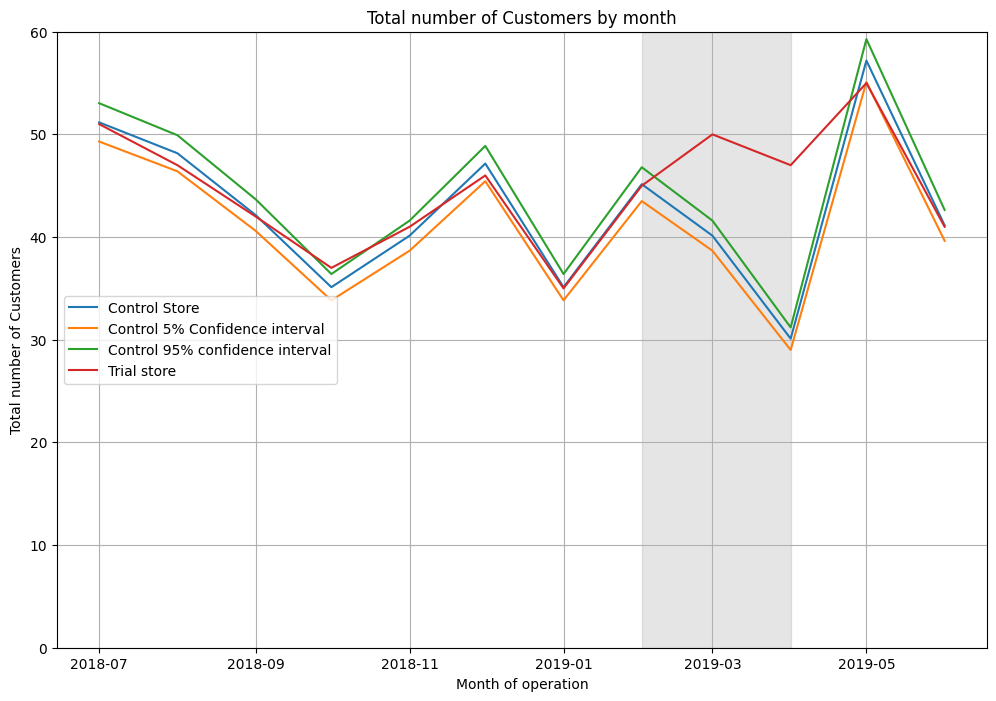 Total number of Customers by month
Total number of Customers
60
50
40
30
20
10
0
Control Store
Control 5% Confidence interval
Control 95% confidence interval
Trial store
2018-07 2018-09 2018-11 2019-01 2019-03 2019-05
Month of operation